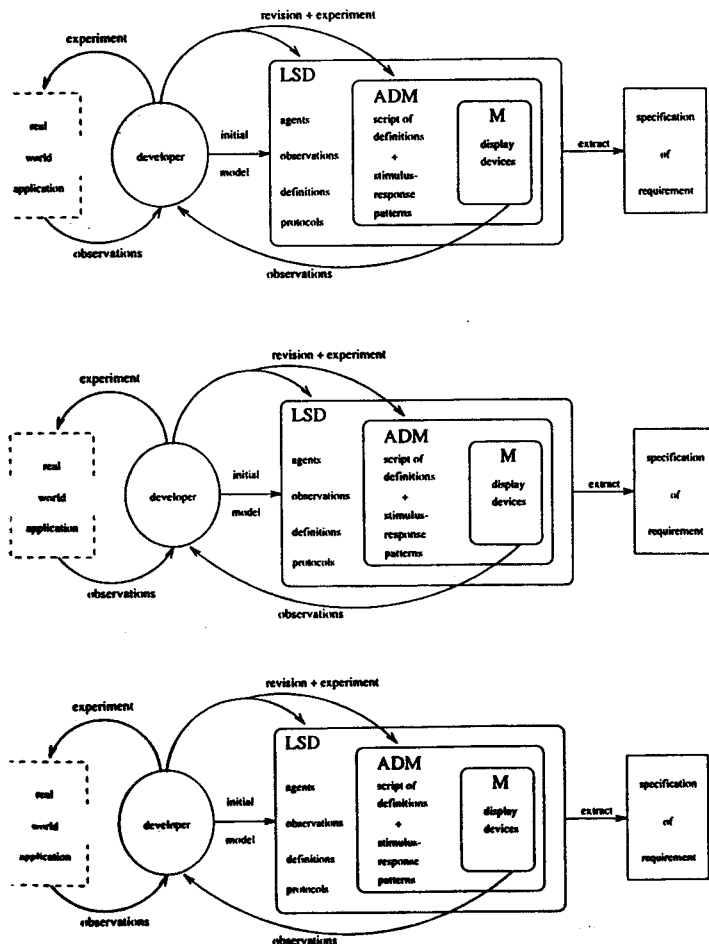 revision + experiment
experiment
LSD
ADM
M
real
world
application
developer
initial
model
agents
observations
definitions
protocols
script of
definitions
+
stimulus-
response
patterns
display
devices
extract
specification
of
requirement
observations
observations
revision + experiment
experiment
LSD
ADM
M
real
world
application
developer
initial
model
agents
observations
definitions
protocols
script of
definitions
+
stimulus-
response
patterns
display
devices
extract
specification
of
requirement
observations
observations
revision + experiment
experiment
LSD
ADM
M
real
world
application
developer
initial
model
agents
observations
definitions
protocols
script of
definitions
+
stimulus-
response
patterns
display
devices
extract
specification
of
requirement
observations
observations